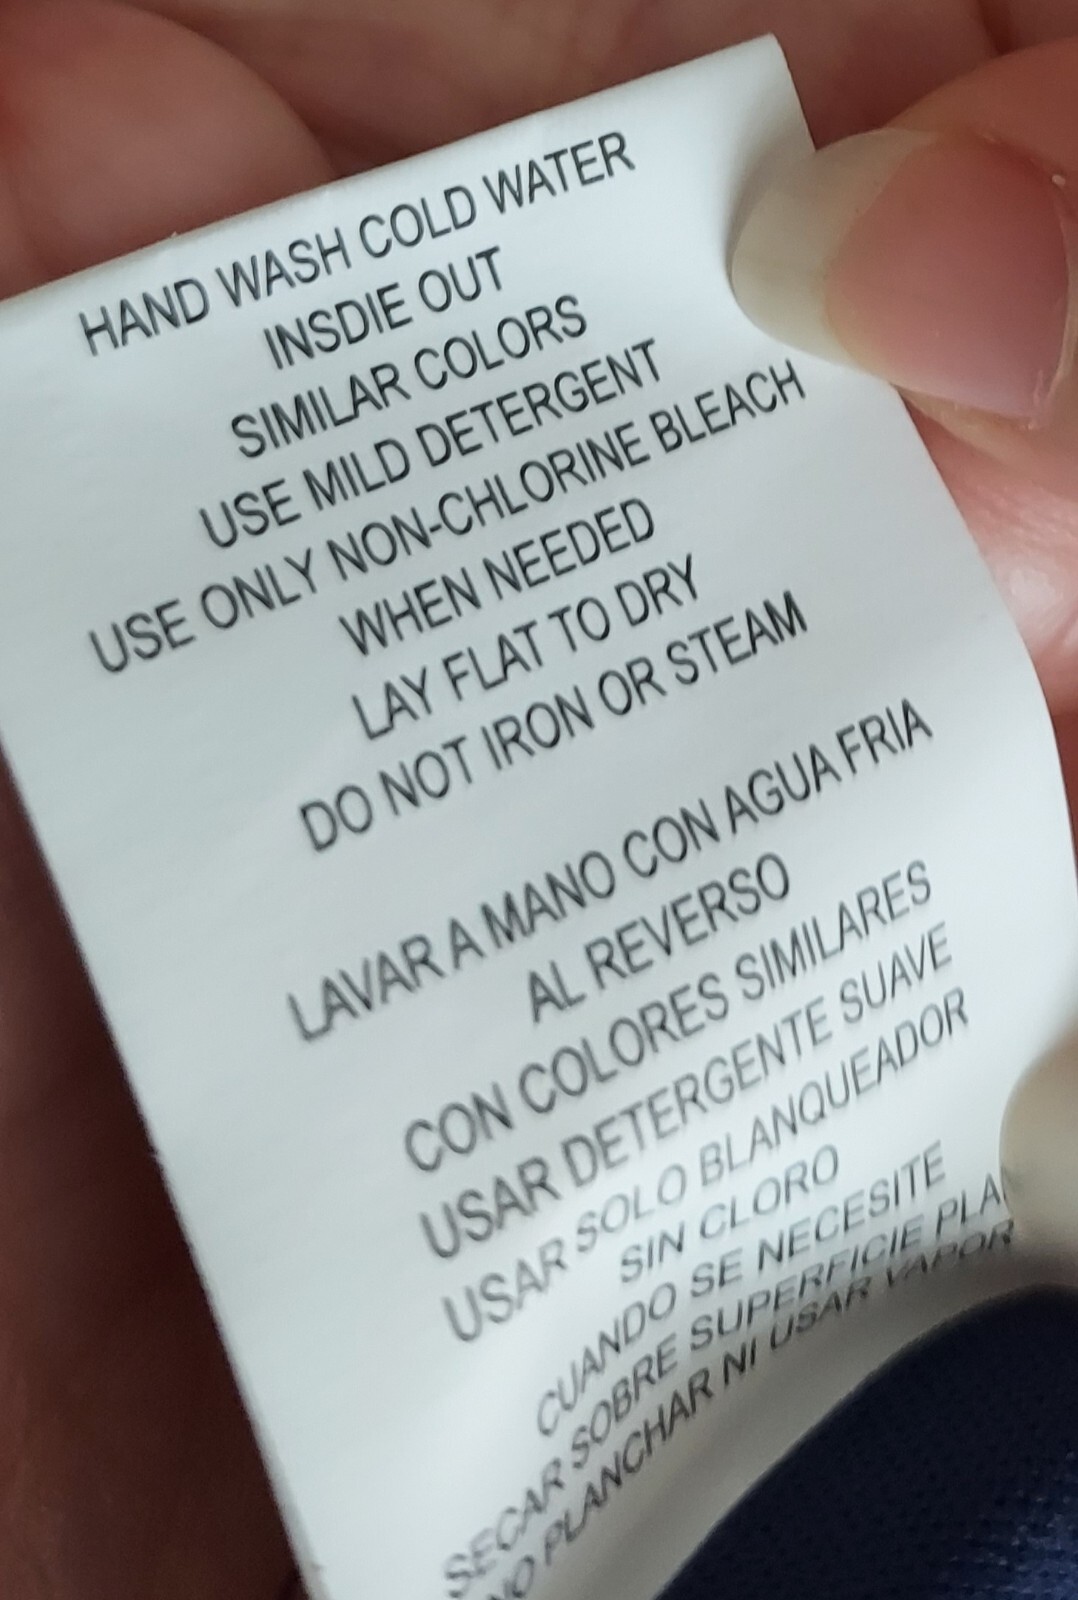 HAND WASH COLD WATER
INSDIE OUT
SIMILAR COLORS
USE MILD DETERGENT
USE ONLY NON-CHLORINE BLEACH
WHEN NEEDED
LAY FLAT TO DRY
DO NOT IRON OR STEAM
LAVAR A MANO CON AGUA FRIA
AL REVERSO
CON COLORES SIMILARES
USAR DETERGENTE SUAVE
USAR SOLO BLANQUEADOR
SIN CLORO
CUANDO SE NECESITE
SECAR SOBRE SUPERFICIE
NO PLANCHAR NI USAR VAPOR